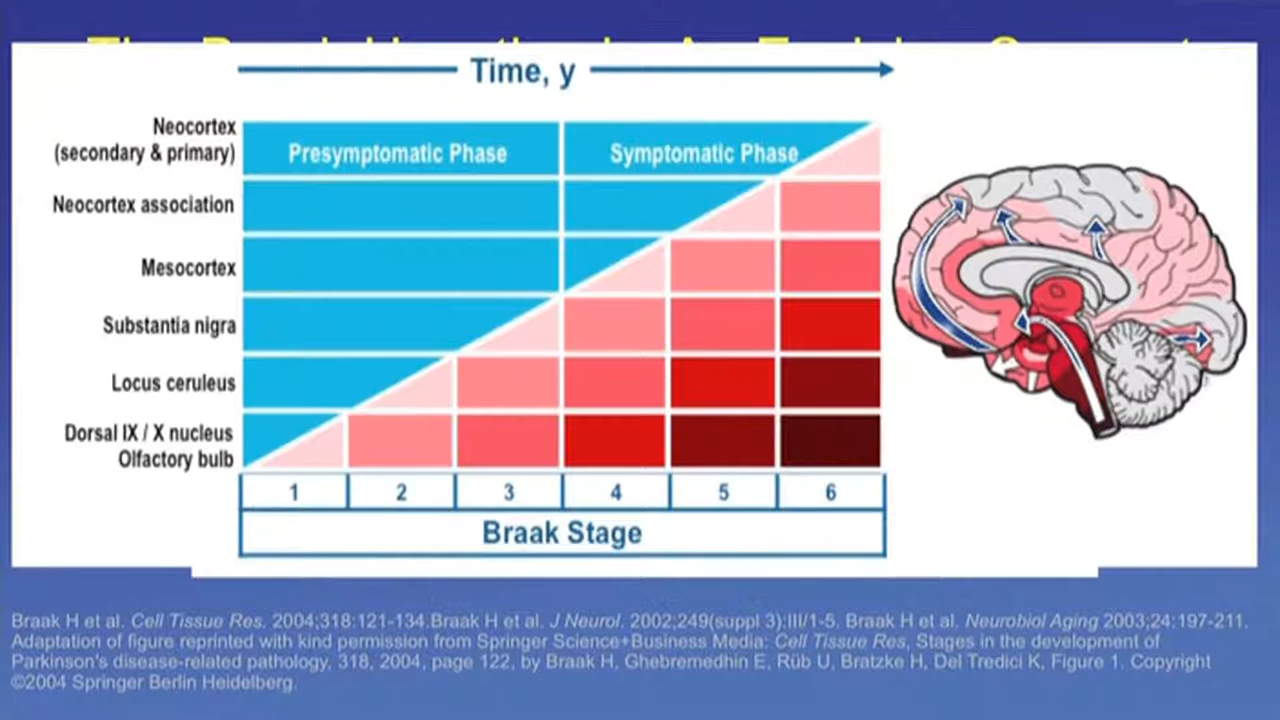 Time, y
Neocortex
(secondary & primary)
Presymptomatic Phase
Symptomatic Phase
Neocortex association
Mesocortex
Substantia nigra
Locus ceruleus
Dorsal IX / X nucleus
Olfactory bulb
1 2 3 4 5 6
Braak Stage
Braak H et al. Cell Tissue Res. 2004;318:121-134.Braak H et al. J Neurol. 2002;249(suppl 3):III/1-5. Braak H et al. Neurobiol Aging 2003;24:197-211.
Adaptation of figure reprinted with kind permission from Springer Science+Business Media: Cell Tissue Res, Stages in the development of
Parkinson's disease-related pathology, 318, 2004, page 122, by Braak H, Ghebremedhin E, Rüb U, Bratzke H, Del Tredici K, Figure 1. Copyright
©2004 Springer Berlin Heidelberg.